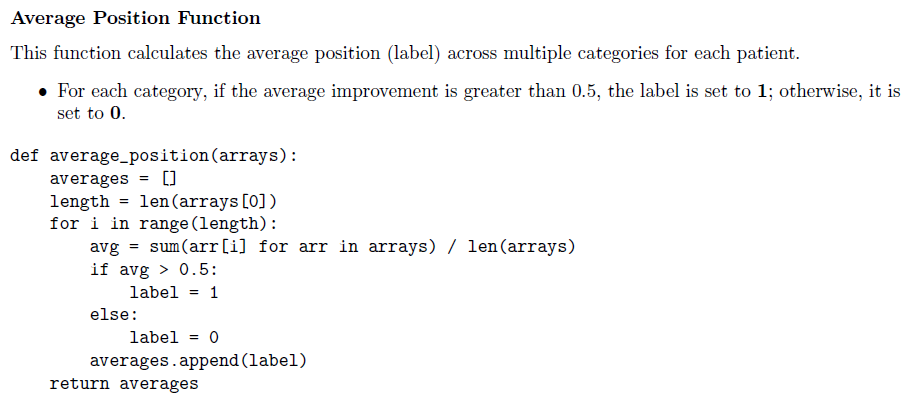 Average Position Function
This function calculates the average position (label) across multiple categories for each patient.
• For each category, if the average improvement is greater than 0.5, the label is set to 1; otherwise, it is
set to 0.
def average_position(arrays):
    averages = []
    length = len(arrays[0])
    for i in range(length):
        avg = sum(arr[i] for arr in arrays) / len(arrays)
        if avg > 0.5:
            label = 1
        else:
            label = 0
        averages.append(label)
    return averages